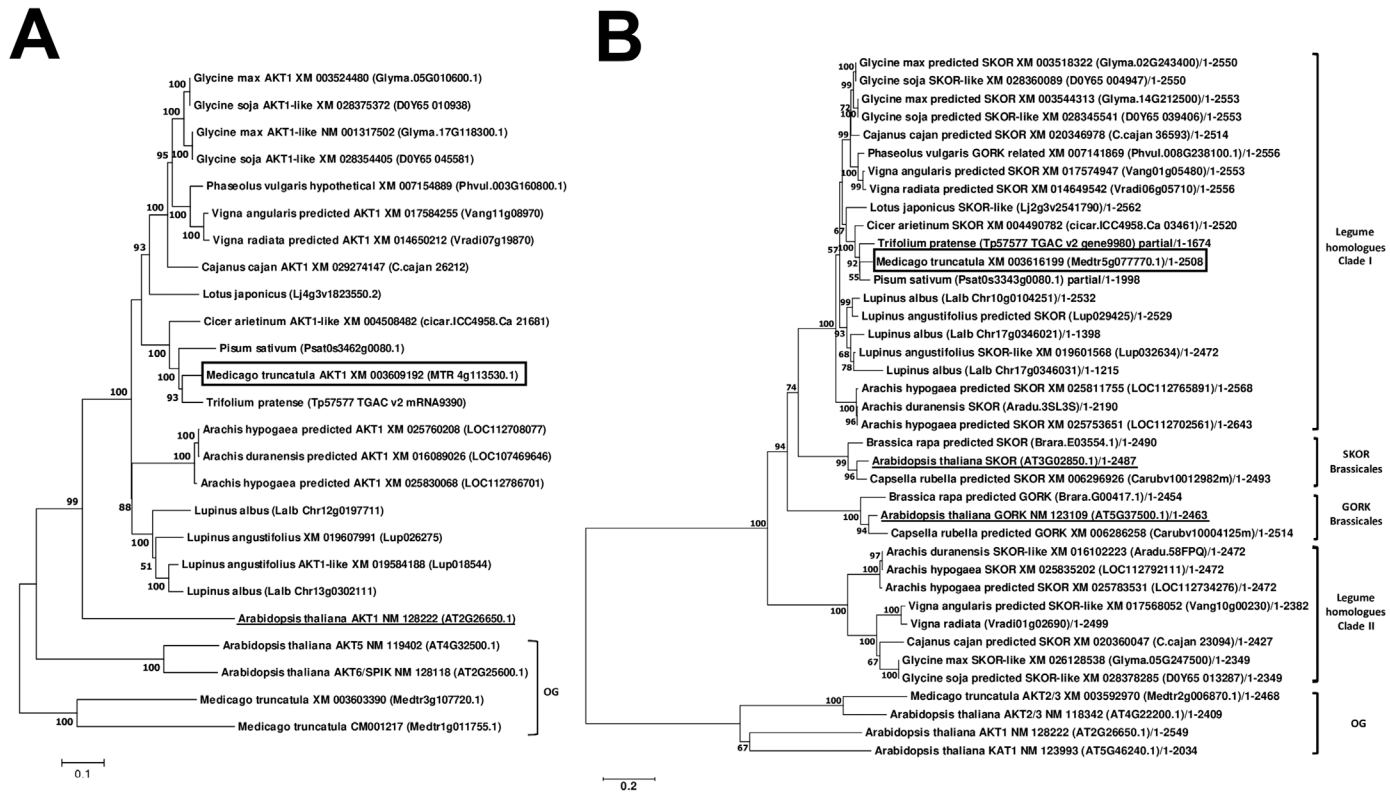 A
Glycine max AKT1 XM 003524480 (Glyma.05G010600.1)
100
Glycine soja AKT1-like XM 028375372 (D0Y65 010938)
100
Glycine max AKT1-like NM 001317502 (Glyma.17G118300.1)
95
100
Glycine soja AKT1-like XM 028354405 (D0Y65 045581)
Phaseolus vulgaris hypothetical XM 007154889 (Phvul.003G160800.1)
100
100
Vigna angularis predicted AKT1 XM 017584255 (Vang11g08970)
100
Vigna radiata predicted AKT1 XM 014650212 (Vradi07g19870)
93
Cajanus cajan AKT1 XM 029274147 (C.cajan 26212)
Lotus japonicus (Lj4g3v1823550.2)
Cicer arietinum AKT1-like XM 004508482 (cicar.ICC4958.Ca 21681)
100
Pisum sativum (Psat0s3462g0080.1)
100
Medicago truncatula AKT1 XM 003609192 (MTR 4g113530.1)
100
93
Trifolium pratense (Tp57577 TGAC v2 mRNA9390)
Arachis hypogaea predicted AKT1 XM 025760208 (LOC112708077)
100
Arachis duranensis predicted AKT1 XM 016089026 (LOC107469646)
100
Arachis hypogaea predicted AKT1 XM 025830068 (LOC112786701)
99
88
Lupinus albus (Lalb Chr12g0197711)
Lupinus angustifolius XM 019607991 (Lup026275)
100
Lupinus angustifolius AKT1-like XM 019584188 (Lup018544)
51
100
Lupinus albus (Lalb Chr13g0302111)
Arabidopsis thaliana AKT1 NM 128222 (AT2G26650.1)
Arabidopsis thaliana AKT5 NM 119402 (AT4G32500.1)
100
Arabidopsis thaliana AKT6/SPIK NM 128118 (AT2G25600.1)
Medicago truncatula XM 003603390 (Medtr3g107720.1)
100
Medicago truncatula CM001217 (Medtr1g011755.1)
OG
0.1
B
Glycine max predicted SKOR XM 003518322 (Glyma.02G243400)/1-2550
100
Glycine soja SKOR-like XM 028360089 (D0Y65 004947)/1-2550
99
Glycine max predicted SKOR XM 003544313 (Glyma.14G212500)/1-2553
72
100
Glycine soja predicted SKOR-like XM 028345541 (D0Y65 039406)/1-2553
99
Cajanus cajan predicted SKOR XM 020346978 (C.cajan 36593)/1-2514
Phaseolus vulgaris GORK related XM 007141869 (Phvul.008G238100.1)/1-2556
100
Vigna angularis predicted SKOR XM 017574947 (Vang01g05480)/1-2553
99
Vigna radiata predicted SKOR XM 014649542 (Vradi06g05710)/1-2556
Lotus japonicus SKOR-like (Lj2g3v2541790)/1-2562
67
Cicer arietinum SKOR XM 004490782 (cicar.ICC4958.Ca 03461)/1-2520
57
100
Trifolium pratense (Tp57577 TGAC v2 gene9980) partial/1-1674
92
Medicago truncatula XM 003616199 (Medtr5g077770.1)/1-2508
55
Pisum sativum (Psat0s3343g0080.1) partial/1-1998
Lupinus albus (Lalb Chr10g0104251)/1-2532
99
Lupinus angustifolius predicted SKOR (Lup029425)/1-2529
100
93
Lupinus albus (Lalb Chr17g0346021)/1-1398
68
Lupinus angustifolius SKOR-like XM 019601568 (Lup032634)/1-2472
78
Lupinus albus (Lalb Chr17g0346031)/1-1215
Arachis hypogaea predicted SKOR XM 025811755 (LOC112765891)/1-2568
74
100
Arachis duranensis SKOR (Aradu.3SL3S)/1-2190
96
Arachis hypogaea predicted SKOR XM 025753651 (LOC112702561)/1-2643
Legume
homologues
Clade I
94
Brassica rapa predicted SKOR (Brara.E03554.1)/1-2490
99
Arabidopsis thaliana SKOR (AT3G02850.1)/1-2487
96
Capsella rubella predicted SKOR XM 006296926 (Carubv10012982m)/1-2493
SKOR
Brassicales
Brassica rapa predicted GORK (Brara.G00417.1)/1-2454
100
Arabidopsis thaliana GORK NM 123109 (AT5G37500.1)/1-2463
94
Capsella rubella predicted GORK XM 006286258 (Carubv10004125m)/1-2514
GORK
Brassicales
100
Arachis duranensis SKOR-like XM 016102223 (Aradu.58FPQ)/1-2472
97
100
Arachis hypogaea SKOR XM 025835202 (LOC112792111)/1-2472
Arachis hypogaea predicted SKOR XM 025783531 (LOC112734276)/1-2472
100
Vigna angularis predicted SKOR-like XM 017568052 (Vang10g00230)/1-2382
100
Vigna radiata (Vradi01g02690)/1-2499
100
Cajanus cajan predicted SKOR XM 020360047 (C.cajan 23094)/1-2427
67
Glycine max SKOR-like XM 026128538 (Glyma.05G247500)/1-2349
100
Glycine soja predicted SKOR-like XM 028378285 (D0Y65 013287)/1-2349
Legume
homologues
Clade II
Medicago truncatula AKT2/3 XM 003592970 (Medtr2g006870.1)/1-2468
100
Arabidopsis thaliana AKT2/3 NM 118342 (AT4G22200.1)/1-2409
Arabidopsis thaliana AKT1 NM 128222 (AT2G26650.1)/1-2549
67
Arabidopsis thaliana KAT1 NM 123993 (AT5G46240.1)/1-2034
OG
0.2